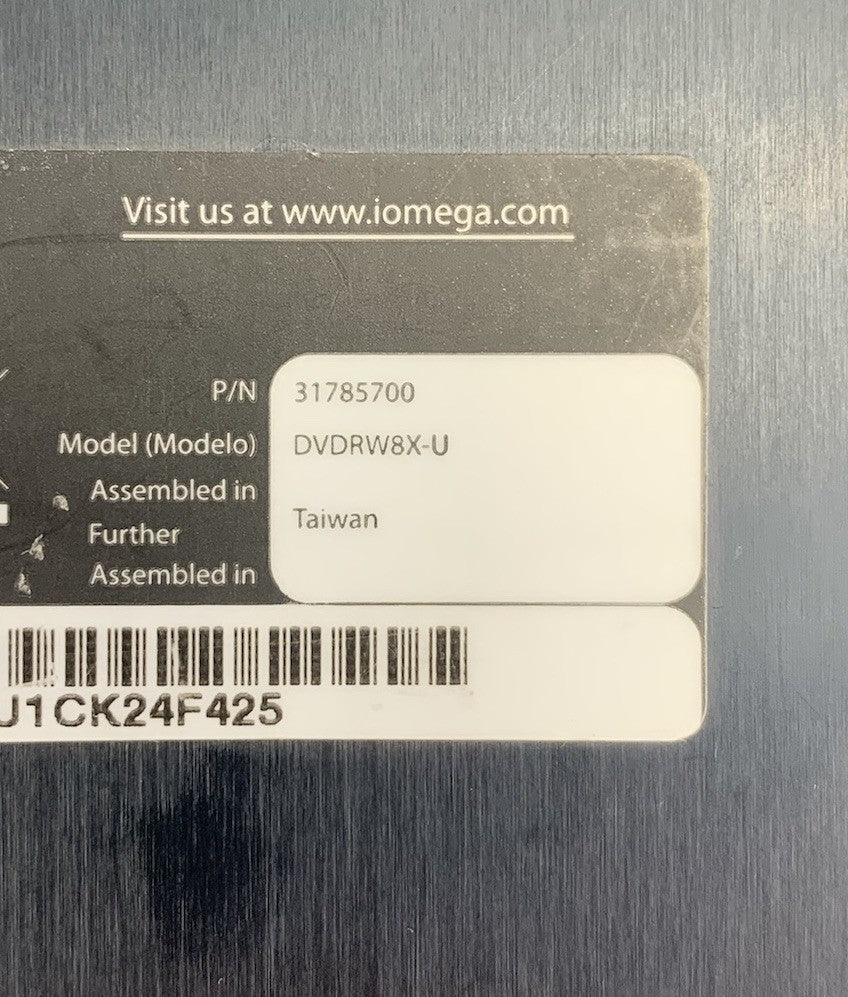 Visit us at www.iomega.com
P/N 31785700
Model (Modelo) DVDRW8X-U
Assembled in
Taiwan
Further
Assembled in
U1CK24F425